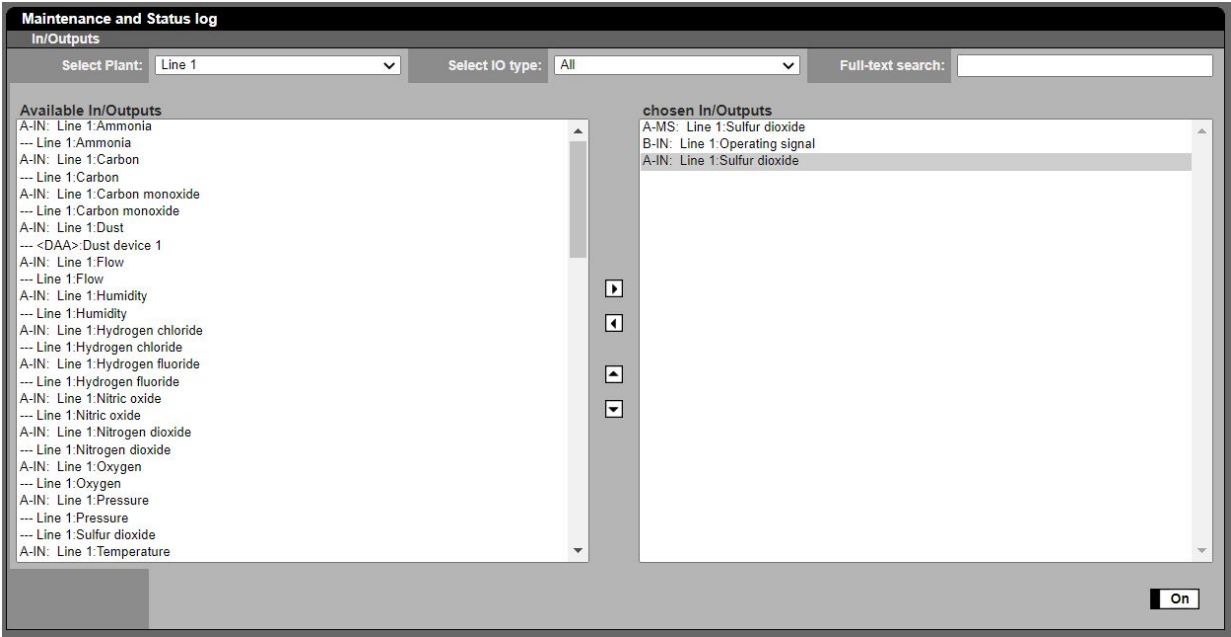 Maintenance and Status log
In/Outputs
Select Plant: Line 1 Select IO type: All Full-text search:
Available In/Outputs
A-IN: Line 1:Ammonia
--- Line 1:Ammonia
A-IN: Line 1:Carbon
--- Line 1:Carbon
A-IN: Line 1:Carbon monoxide
--- Line 1:Carbon monoxide
A-IN: Line 1:Dust
--- <DAA>:Dust device 1
A-IN: Line 1:Flow
--- Line 1:Flow
A-IN: Line 1:Humidity
--- Line 1:Humidity
A-IN: Line 1:Hydrogen chloride
--- Line 1:Hydrogen chloride
A-IN: Line 1:Hydrogen fluoride
--- Line 1:Hydrogen fluoride
A-IN: Line 1:Nitric oxide
--- Line 1:Nitric oxide
A-IN: Line 1:Nitrogen dioxide
--- Line 1:Nitrogen dioxide
A-IN: Line 1:Oxygen
--- Line 1:Oxygen
A-IN: Line 1:Pressure
--- Line 1:Pressure
--- Line 1:Sulfur dioxide
A-IN: Line 1:Temperature
chosen In/Outputs
A-MS: Line 1:Sulfur dioxide
B-IN: Line 1:Operating signal
A-IN: Line 1:Sulfur dioxide
On